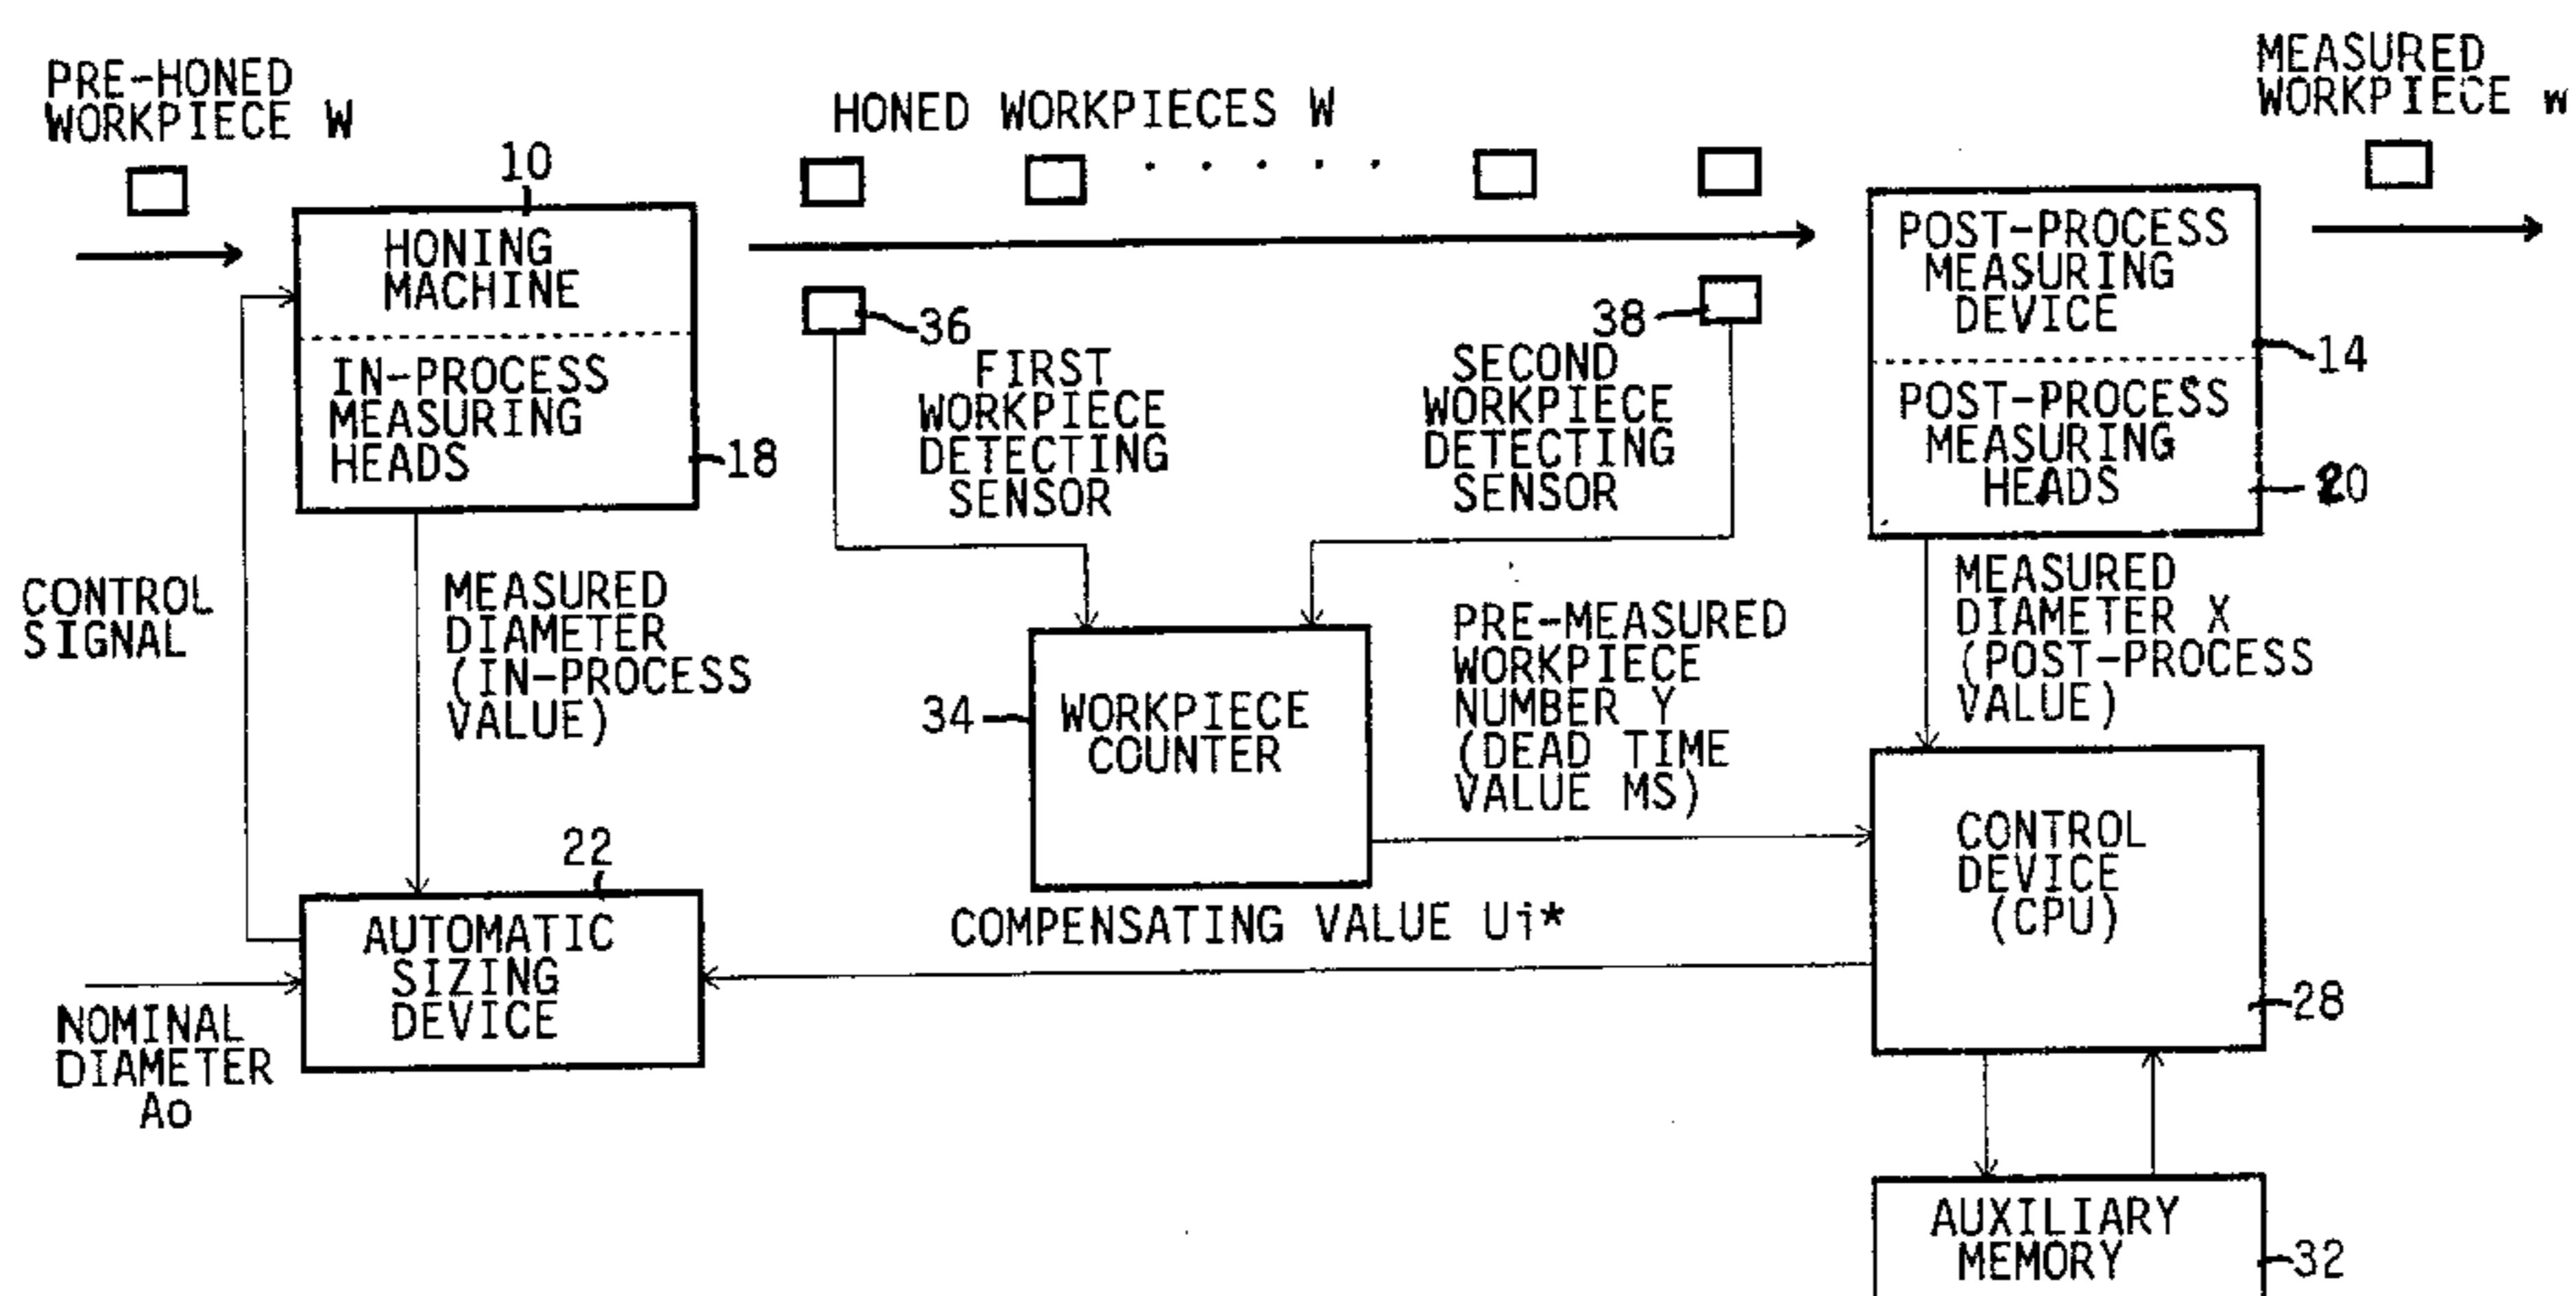 PRE-HONED
WORKPIECE W
HONED WORKPIECES W
MEASURED
WORKPIECE w
10
HONING
MACHINE
IN-PROCESS
MEASURING
HEADS
18
36
FIRST
WORKPIECE
DETECTING
SENSOR
38
SECOND
WORKPIECE
DETECTING
SENSOR
POST-PROCESS
MEASURING
DEVICE
14
POST-PROCESS
MEASURING
HEADS
20
CONTROL
SIGNAL
MEASURED
DIAMETER
(IN-PROCESS
VALUE)
34
WORKPIECE
COUNTER
PRE-MEASURED
WORKPIECE
NUMBER Y
(DEAD TIME
VALUE MS)
MEASURED
DIAMETER X
(POST-PROCESS
VALUE)
22
AUTOMATIC
SIZING
DEVICE
COMPENSATING VALUE Ui*
CONTROL
DEVICE
(CPU)
28
NOMINAL
DIAMETER
Ao
AUXILIARY
MEMORY
32